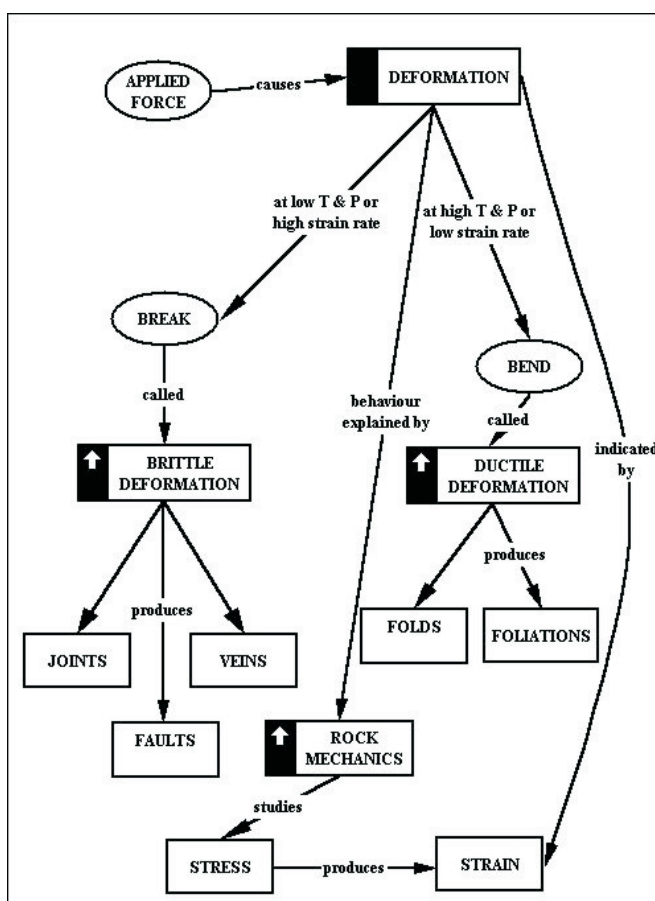 APPLIED
FORCE
causes
DEFORMATION
at low T & P or
high strain rate
at high T & P or
low strain rate
BREAK
BEND
called
behaviour
explained by
called
indicated
by
BRITTLE
DEFORMATION
DUCTILE
DEFORMATION
produces
produces
JOINTS
VEINS
FOLDS
FOLIATIONS
FAULTS
ROCK
MECHANICS
studies
STRESS
produces
STRAIN